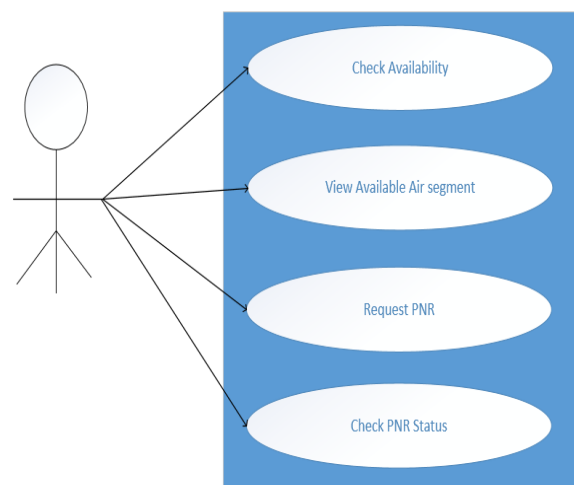 Check Availability
View Available Air segment
Request PNR
Check PNR Status